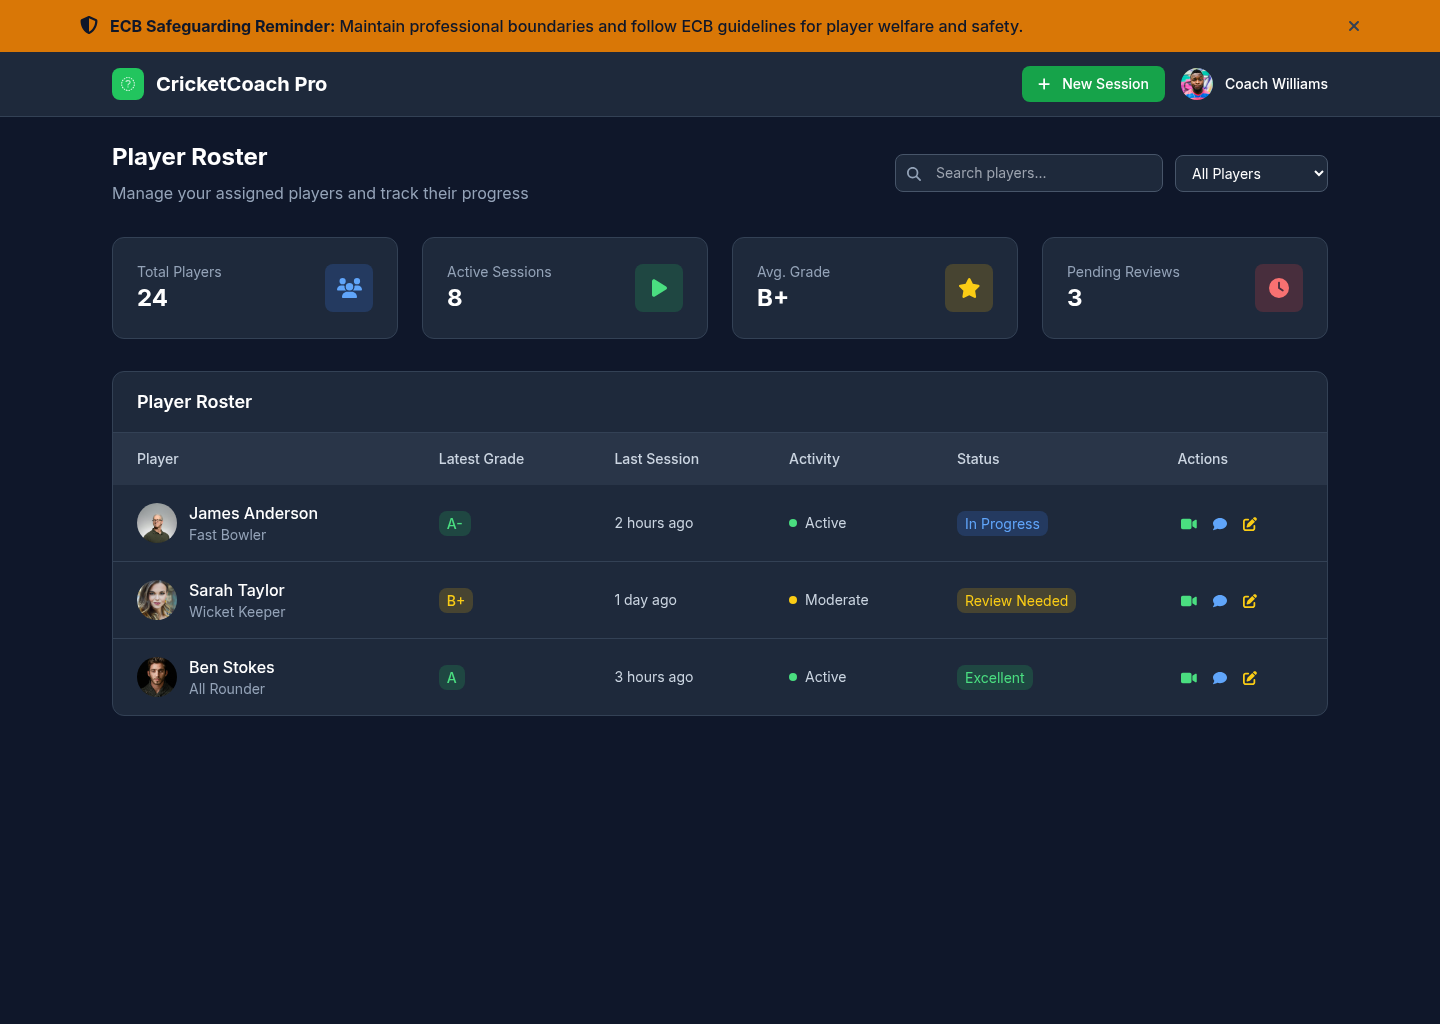 ECB Safeguarding Reminder: Maintain professional boundaries and follow ECB guidelines for player welfare and safety.
CricketCoach Pro
New Session
Coach Williams
Player Roster
Manage your assigned players and track their progress
Search players...
All Players
Total Players
24
Active Sessions
8
Avg. Grade
B+
Pending Reviews
3
Player Roster
Player Latest Grade Last Session Activity Status Actions
James Anderson
Fast Bowler
A- 2 hours ago Active In Progress
Sarah Taylor
Wicket Keeper
B+ 1 day ago Moderate Review Needed
Ben Stokes
All Rounder
A 3 hours ago Active Excellent